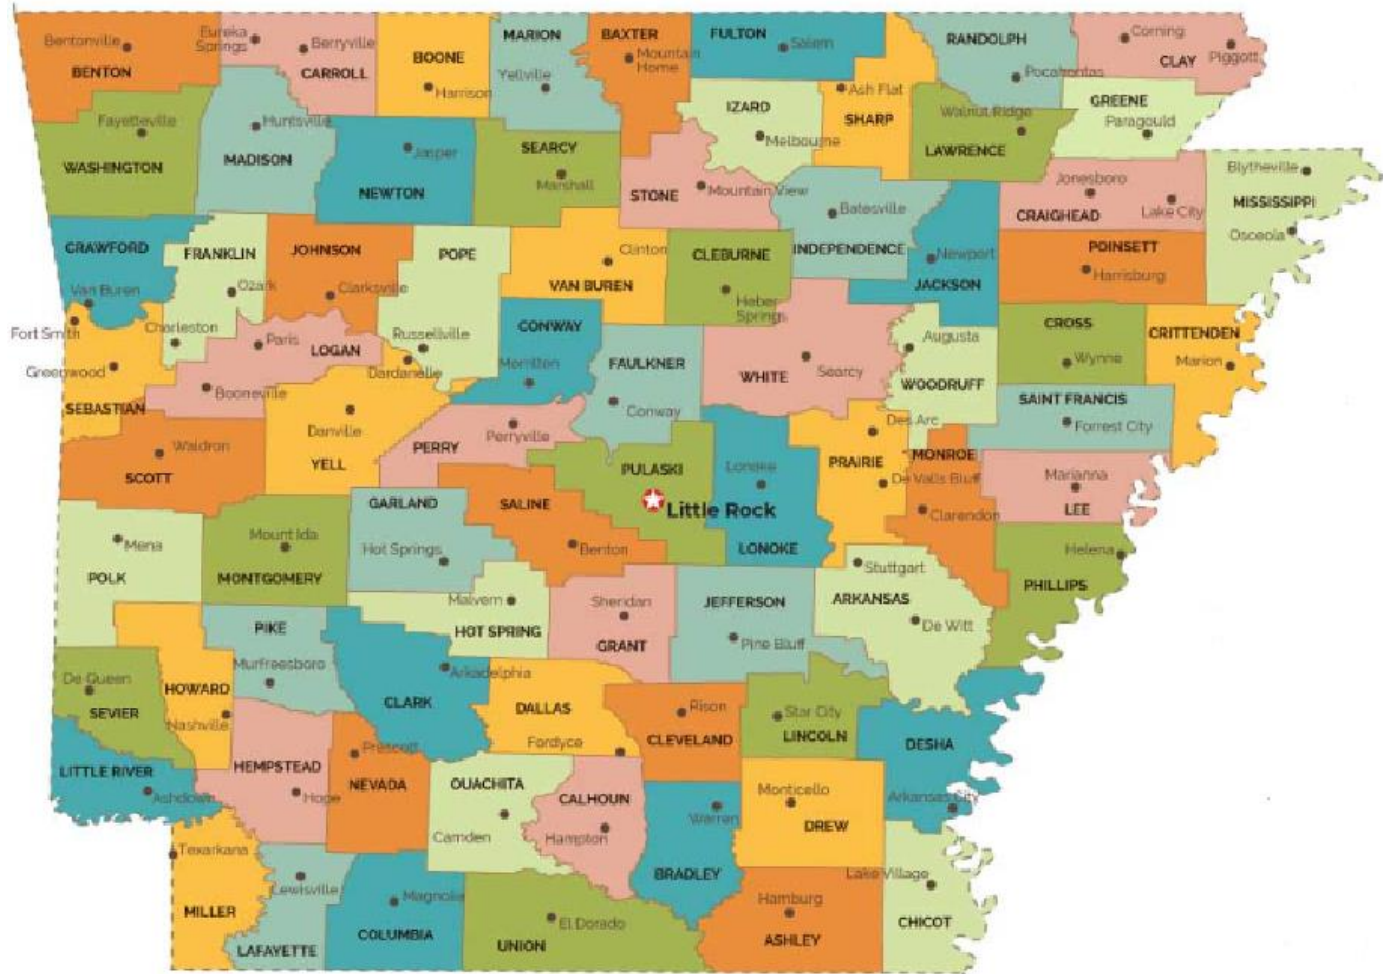 Bentonville
BENTON
Eureka
Springs
Berryville
CARROLL
BOONE
Harrison
MARION
Yellville
BAXTER
Mountain
Home
FULTON
Salem
RANDOLPH
Pocahontas
Corning
CLAY
Piggott
Fayetteville
WASHINGTON
Huntsville
MADISON
Jasper
NEWTON
SEARCY
Marshall
STONE
Mountain View
IZARD
Melbourne
Ash Flat
SHARP
Walnut Ridge
LAWRENCE
GREENE
Paragould
Batesville
INDEPENDENCE
Newport
JACKSON
Jonesboro
CRAIGHEAD
Lake City
Blytheville
MISSISSIPPI
Osceola
CRAWFORD
Van Buren
FRANKLIN
Ozark
Charleston
JOHNSON
Clarksville
POPE
Russellville
Clinton
VAN BUREN
CLEBURNE
Heber
Springs
POINSETT
Harrisburg
Fort Smith
Greenwood
SEBASTIAN
Paris
LOGAN
Booneville
Dardanelle
CONWAY
Morrilton
FAULKNER
Conway
WHITE
Searcy
Augusta
WOODRUFF
CROSS
Wynne
CRITTENDEN
Marion
Waldron
SCOTT
Danville
YELL
PERRY
Perryville
PULASKI
Little Rock
Lonoke
LONOKE
Des Arc
PRAIRIE
De Valls Bluff
MONROE
Clarendon
SAINT FRANCIS
Forrest City
Marianna
LEE
Mena
POLK
Mount Ida
MONTGOMERY
GARLAND
Hot Springs
SALINE
Benton
Malvern
HOT SPRING
Sheridan
GRANT
JEFFERSON
Pine Bluff
Stuttgart
ARKANSAS
De Witt
Helena
PHILLIPS
De Queen
SEVIER
HOWARD
Nashville
PIKE
Murfreesboro
Arkadelphia
CLARK
DALLAS
Fordyce
Rison
CLEVELAND
Star City
LINCOLN
DESHA
Arkansas City
LITTLE RIVER
Ashdown
HEMPSTEAD
Hope
Prescott
NEVADA
OUACHITA
Camden
CALHOUN
Hampton
Warren
BRADLEY
Monticello
DREW
Texarkana
MILLER
Lewisville
LAFAYETTE
Magnolia
COLUMBIA
El Dorado
UNION
Hamburg
ASHLEY
Lake Village
CHICOT